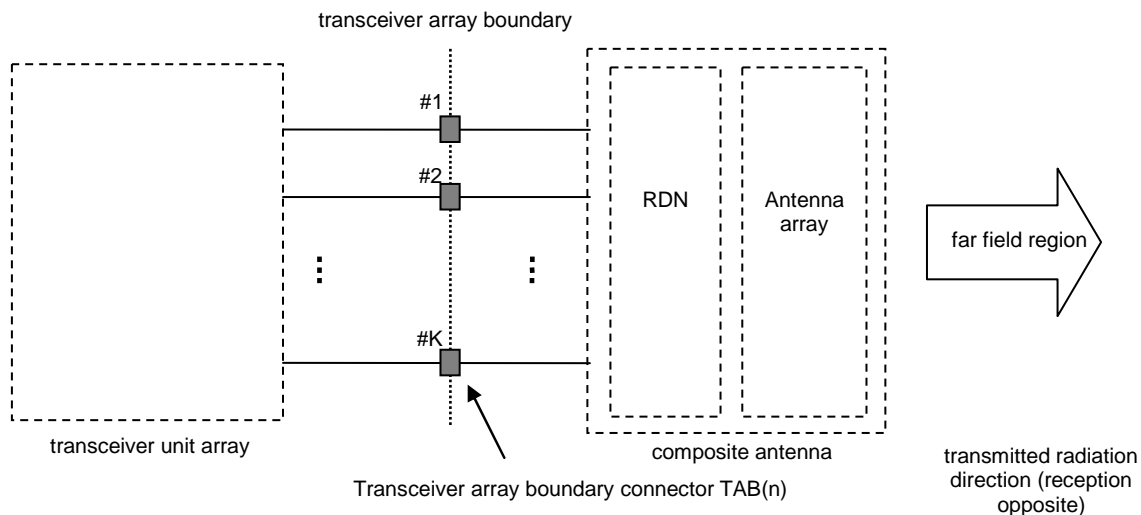 transceiver array boundary
#1
#2
RDN
Antenna
array
far field region
#K
transceiver unit array
composite antenna
transmitted radiation
direction (reception
opposite)
Transceiver array boundary connector TAB(n)